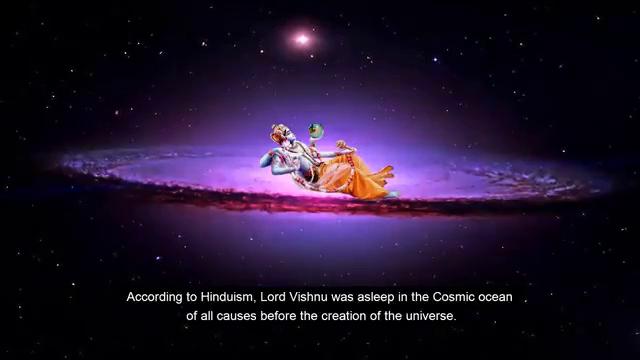 According to Hinduism, Lord Vishnu was asleep in the Cosmic ocean
of all causes before the creation of the universe.